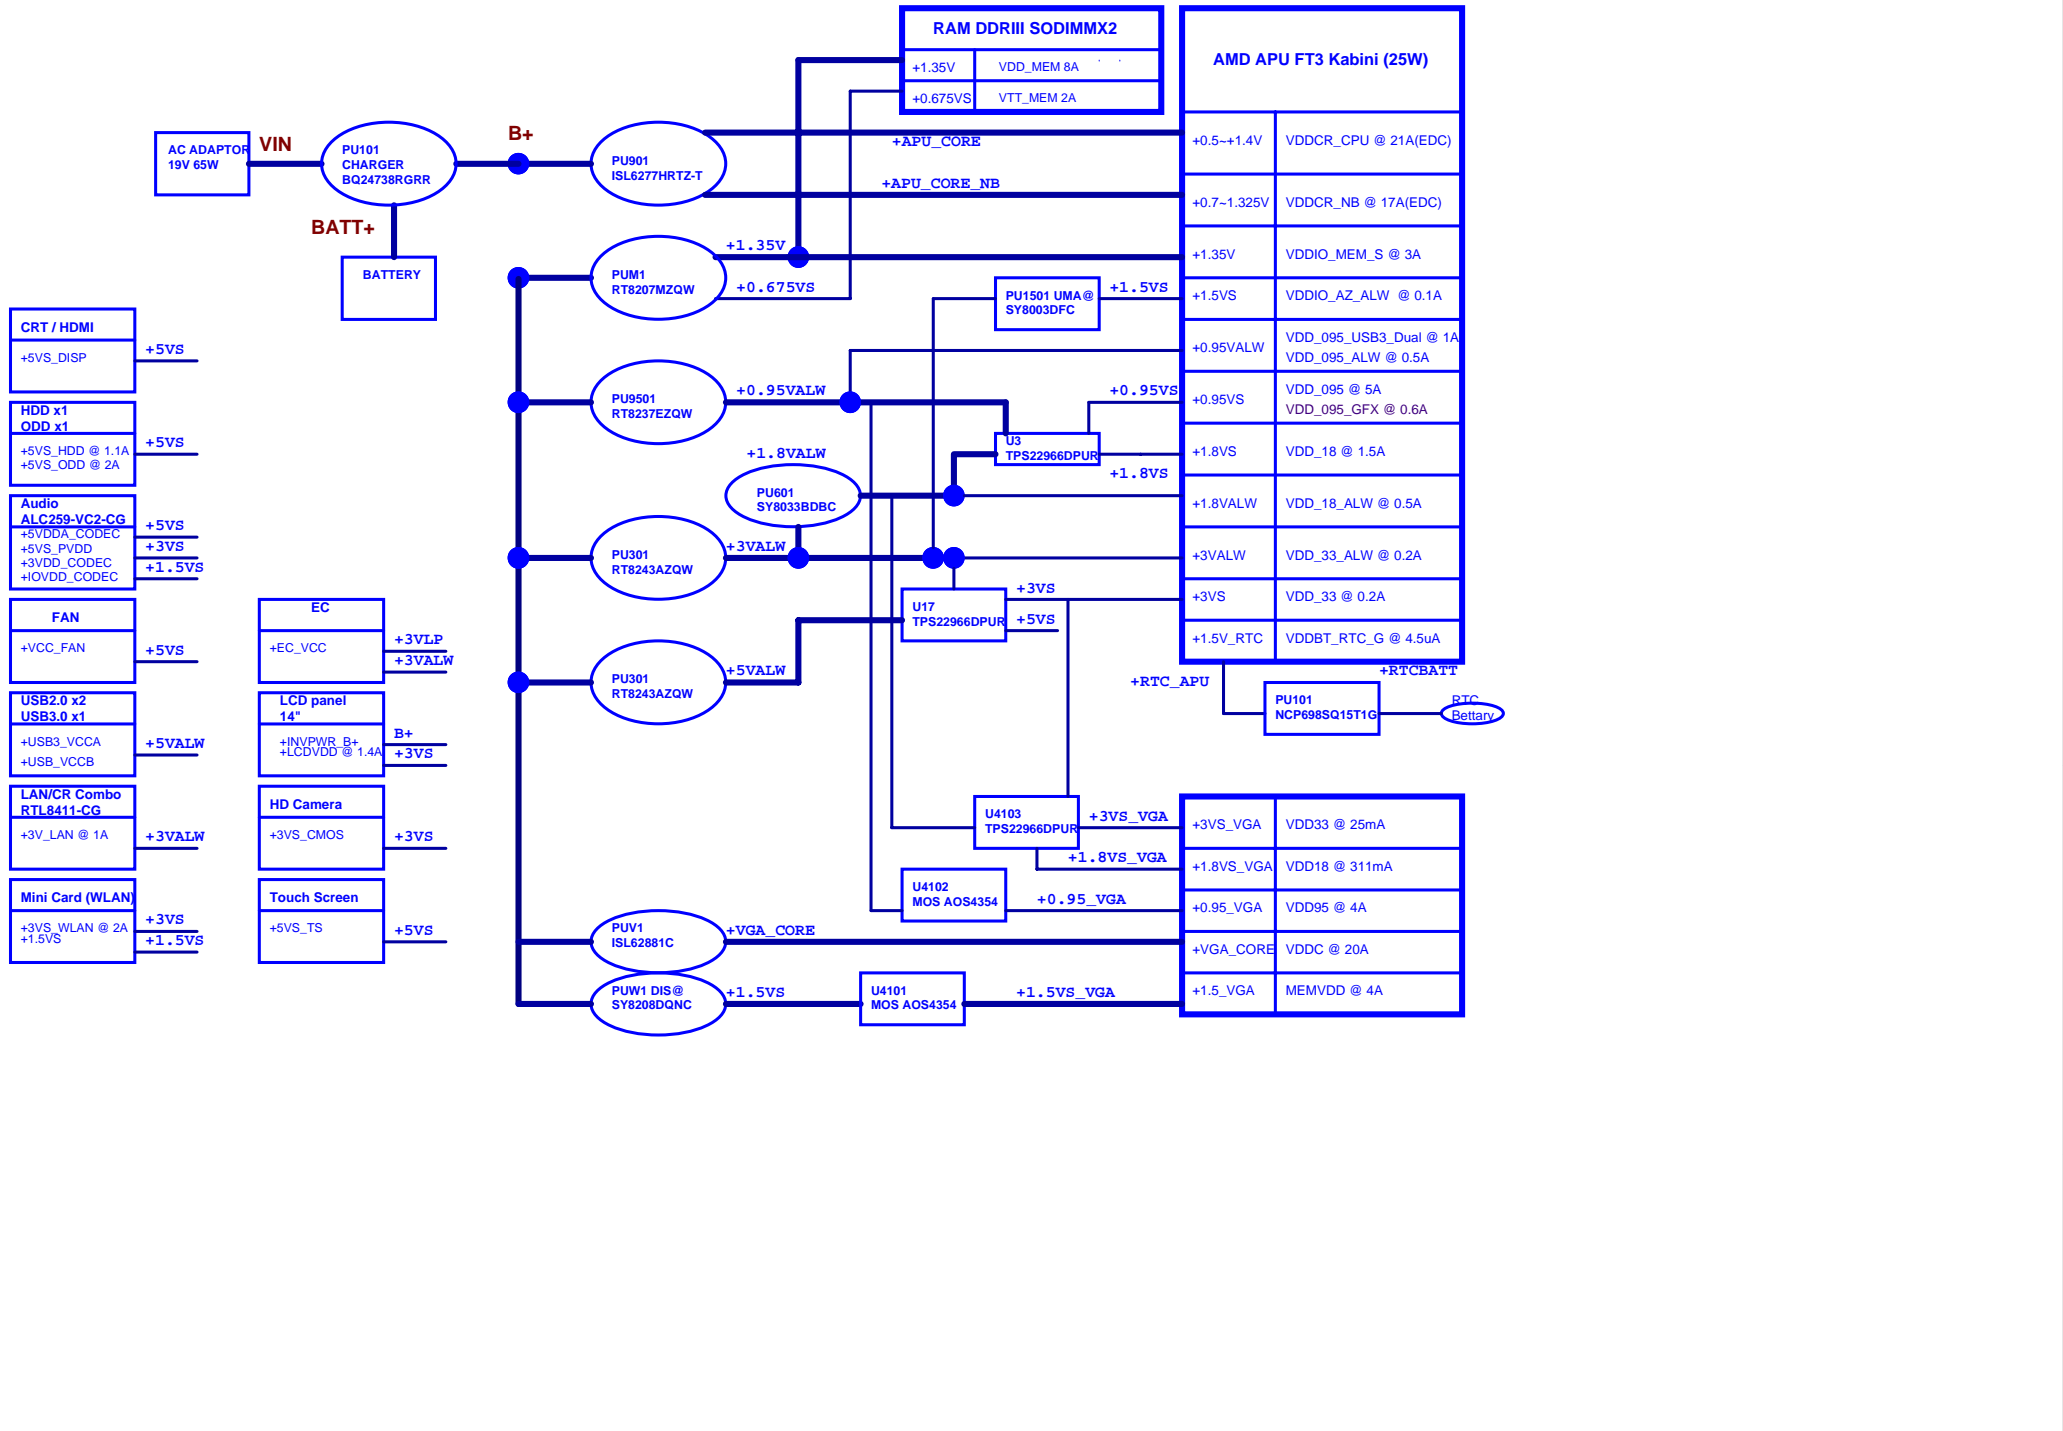 RAM DDRIII SODIMMX2
+1.35V VDD_MEM 8A
+0.675VS VTT_MEM 2A
AMD APU FT3 Kabini (25W)
+0.5~+1.4V VDDCR_CPU @ 21A(EDC)
+0.7~1.325V VDDCR_NB @ 17A(EDC)
+1.35V VDDIO_MEM_S @ 3A
+1.5VS VDDIO_AZ_ALW @ 0.1A
+0.95VALW VDD_095_USB3_Dual @ 1A
VDD_095_ALW @ 0.5A
+0.95VS VDD_095 @ 5A
VDD_095_GFX @ 0.6A
+1.8VS VDD_18 @ 1.5A
+1.8VALW VDD_18_ALW @ 0.5A
+3VALW VDD_33_ALW @ 0.2A
+3VS VDD_33 @ 0.2A
+1.5V_RTC VDDBT_RTC_G @ 4.5uA
AC ADAPTOR
19V 65W
VIN
PU101
CHARGER
BQ24738RGRR
B+
BATT+
BATTERY
PU901
ISL6277HRTZ-T
+APU_CORE
+APU_CORE_NB
PUM1
RT8207MZQW
+1.35V
+0.675VS
PU1501 UMA@
SY8003DFC
+1.5VS
PU9501
RT8237EZQW
+0.95VALW
+0.95VS
U3
TPS22966DPUR
+1.8VS
+1.8VALW
PU601
SY8033BDBC
PU301
RT8243AZQW
+3VALW
U17
TPS22966DPUR
+3VS
+5VS
PU301
RT8243AZQW
+5VALW
+RTC_APU
+RTCBATT
PU101
NCP698SQ15T1G
RTC
Bettary
U4103
TPS22966DPUR
+3VS_VGA
+1.8VS_VGA
U4102
MOS AOS4354
+0.95_VGA
PUV1
ISL62881C
+VGA_CORE
PUW1 DIS@
SY8208DQNC
+1.5VS
U4101
MOS AOS4354
+1.5VS_VGA
+3VS_VGA VDD33 @ 25mA
+1.8VS_VGA VDD18 @ 311mA
+0.95_VGA VDD95 @ 4A
+VGA_CORE VDDC @ 20A
+1.5_VGA MEMVDD @ 4A
CRT / HDMI
+5VS_DISP
+5VS
HDD x1
ODD x1
+5VS_HDD @ 1.1A
+5VS_ODD @ 2A
+5VS
Audio
ALC259-VC2-CG
+5VDDA_CODEC
+5VS_PVDD
+3VDD_CODEC
+IOVDD_CODEC
+5VS
+3VS
+1.5VS
FAN
+VCC_FAN
+5VS
USB2.0 x2
USB3.0 x1
+USB3_VCCA
+USB_VCCB
+5VALW
LAN/CR Combo
RTL8411-CG
+3V_LAN @ 1A
+3VALW
Mini Card (WLAN)
+3VS_WLAN @ 2A
+1.5VS
+3VS
+1.5VS
EC
+EC_VCC
+3VLP
+3VALW
LCD panel
14"
+INVPWR_B+
+LCDVDD @ 1.4A
B+
+3VS
HD Camera
+3VS_CMOS
+3VS
Touch Screen
+5VS_TS
+5VS